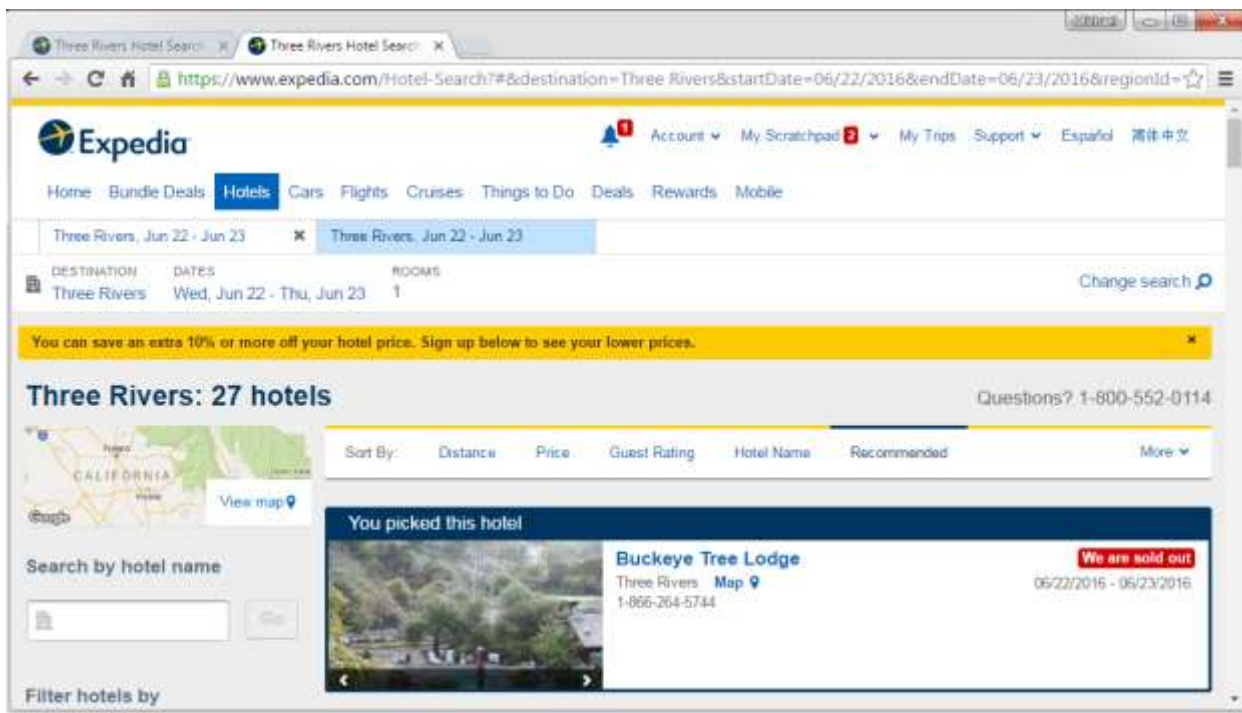 Three Rivers Hotel Search
Three Rivers Hotel Search
https://www.expedia.com/Hotel-Search?#&destination=Three Rivers&startDate=06/22/2016&endDate=06/23/2016&regionId=
Expedia
1 Account My Scratchpad 2 My Trips Support Español 简体中文
Home Bundle Deals Hotels Cars Flights Cruises Things to Do Deals Rewards Mobile
Three Rivers, Jun 22 - Jun 23 Three Rivers, Jun 22 - Jun 23
DESTINATION DATES ROOMS
Three Rivers Wed, Jun 22 - Thu, Jun 23 1
Change search
You can save an extra 10% or more off your hotel price. Sign up below to see your lower prices.
Three Rivers: 27 hotels
Questions? 1-800-552-0114
CALIFORNIA
View map
Google
Sort By: Distance Price Guest Rating Hotel Name Recommended More
You picked this hotel
Buckeye Tree Lodge
Three Rivers Map
1-866-264-5744
We are sold out
06/22/2016 - 06/23/2016
Search by hotel name
Go
Filter hotels by